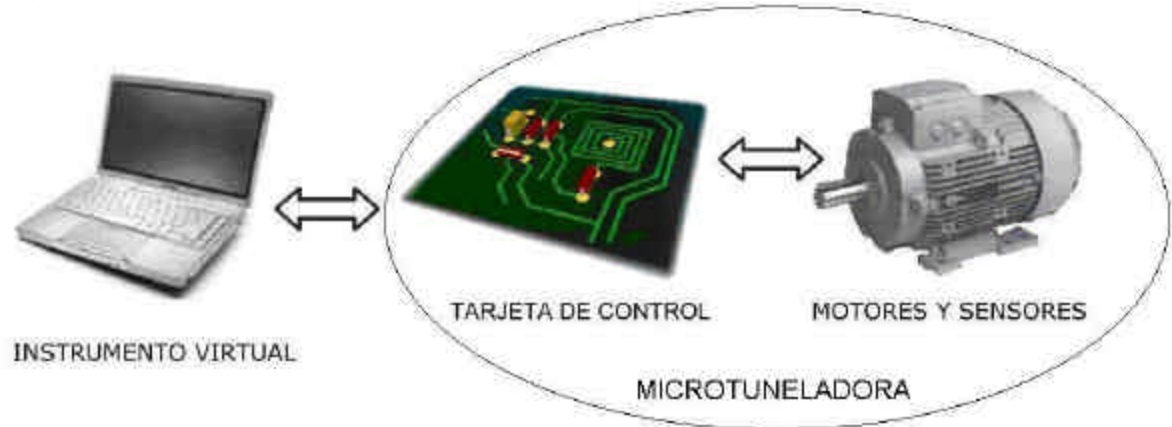 TARJETA DE CONTROL
MOTORES Y SENSORES
INSTRUMENTO VIRTUAL
MICROTUNELADORA